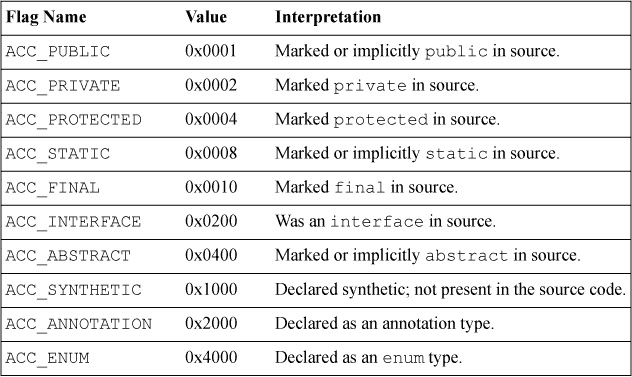 Flag Name Value Interpretation
ACC_PUBLIC 0x0001 Marked or implicitly public in source.
ACC_PRIVATE 0x0002 Marked private in source.
ACC_PROTECTED 0x0004 Marked protected in source.
ACC_STATIC 0x0008 Marked or implicitly static in source.
ACC_FINAL 0x0010 Marked final in source.
ACC_INTERFACE 0x0200 Was an interface in source.
ACC_ABSTRACT 0x0400 Marked or implicitly abstract in source.
ACC_SYNTHETIC 0x1000 Declared synthetic; not present in the source code.
ACC_ANNOTATION 0x2000 Declared as an annotation type.
ACC_ENUM 0x4000 Declared as an enum type.